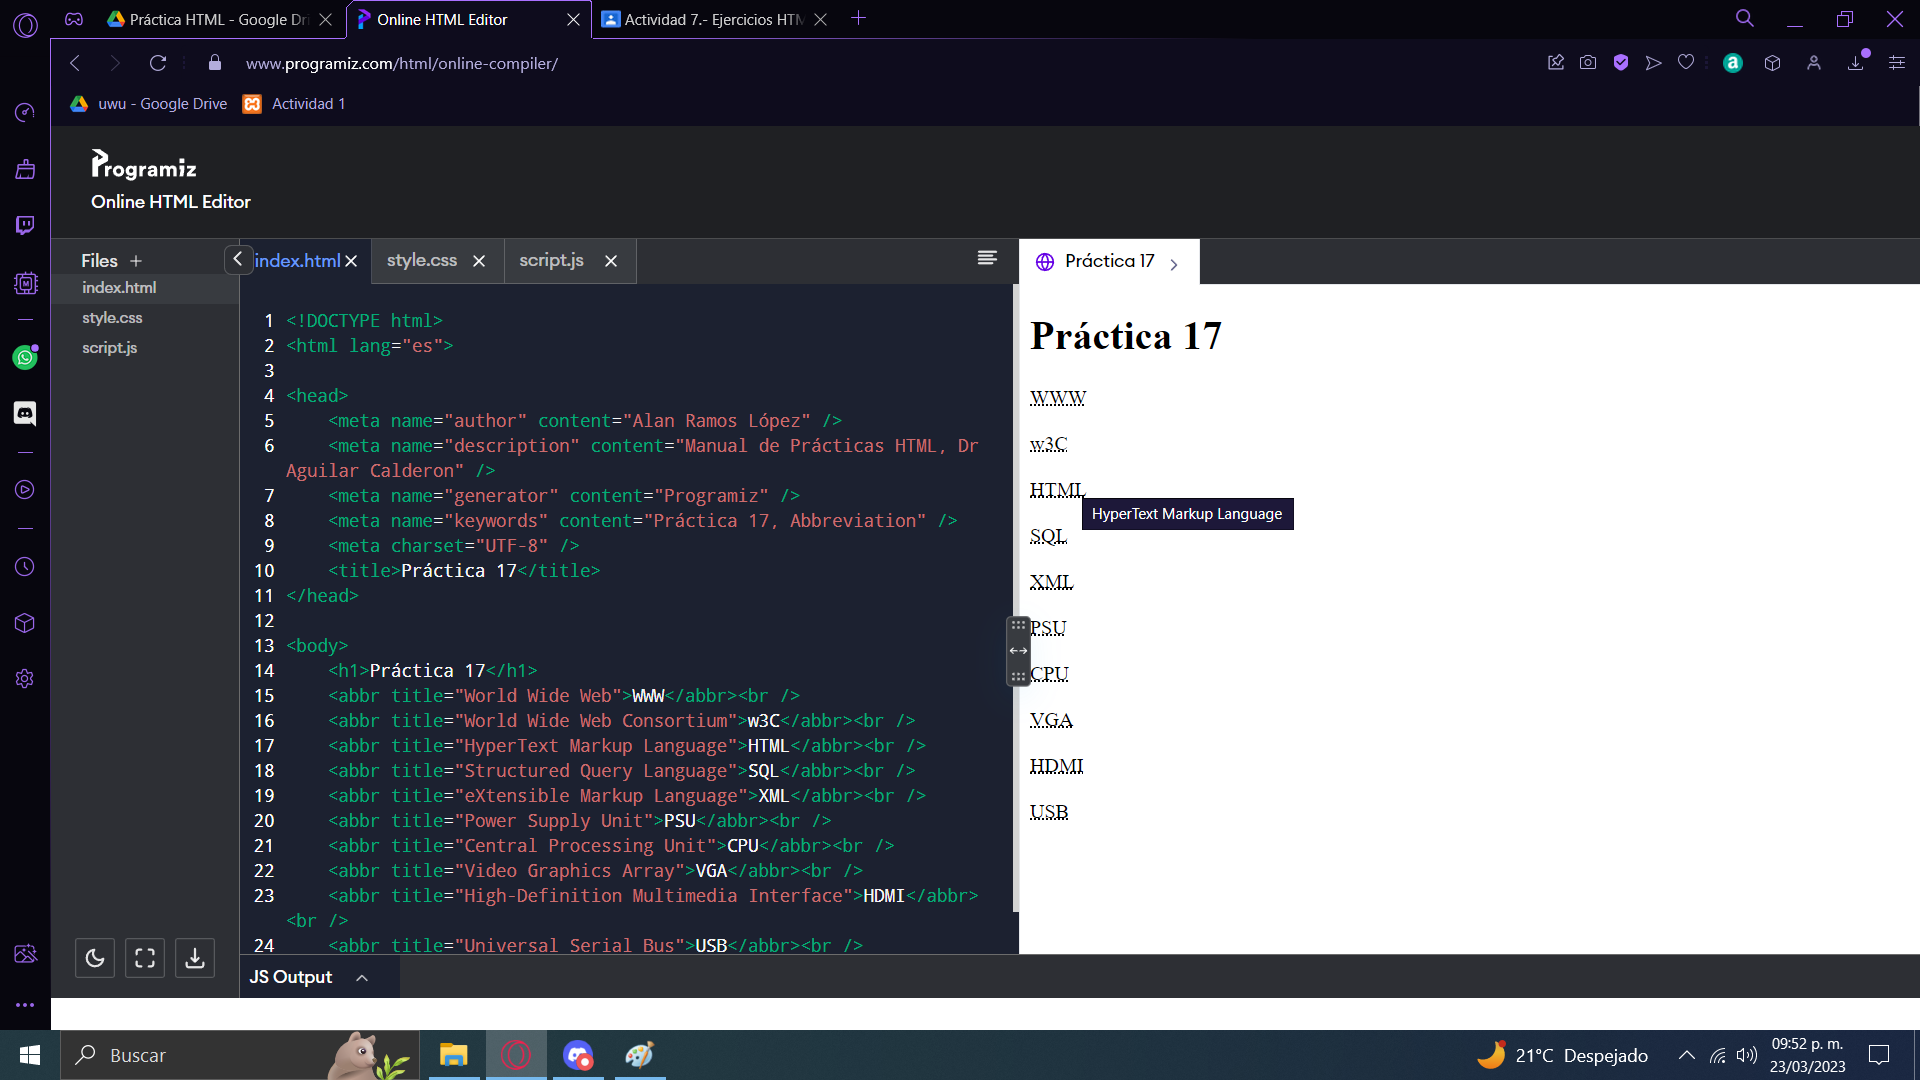 Práctica HTML - Google Dri
Online HTML Editor
Actividad 7.- Ejercicios HTM
www.programiz.com/html/online-compiler/
uwu - Google Drive
Actividad 1
Programiz
Online HTML Editor
Files +
index.html
style.css
script.js
index.html
style.css
script.js
Práctica 17
1 <!DOCTYPE html>
2 <html lang="es">
3
4 <head>
5 <meta name="author" content="Alan Ramos López" />
6 <meta name="description" content="Manual de Prácticas HTML, Dr
Aguilar Calderon" />
7 <meta name="generator" content="Programiz" />
8 <meta name="keywords" content="Práctica 17, Abbreviation" />
9 <meta charset="UTF-8" />
10 <title>Práctica 17</title>
11 </head>
12
13 <body>
14 <h1>Práctica 17</h1>
15 <abbr title="World Wide Web">WWW</abbr><br />
16 <abbr title="World Wide Web Consortium">w3C</abbr><br />
17 <abbr title="HyperText Markup Language">HTML</abbr><br />
18 <abbr title="Structured Query Language">SQL</abbr><br />
19 <abbr title="eXtensible Markup Language">XML</abbr><br />
20 <abbr title="Power Supply Unit">PSU</abbr><br />
21 <abbr title="Central Processing Unit">CPU</abbr><br />
22 <abbr title="Video Graphics Array">VGA</abbr><br />
23 <abbr title="High-Definition Multimedia Interface">HDMI</abbr>
<br />
24 <abbr title="Universal Serial Bus">USB</abbr><br />
JS Output
Práctica 17
WWW
w3C
HTML
HyperText Markup Language
SQL
XML
PSU
CPU
VGA
HDMI
USB
Buscar
21°C Despejado
09:52 p. m.
23/03/2023